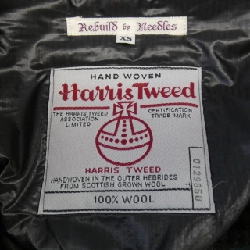 Rebuild by Needles
XS
HAND WOVEN
Harris Tweed
THE HARRIS TWEED
ASSOCIATION
LIMITED
CERTIFICATION
TRADE MARK
HARRIS TWEED
HANDWOVEN IN THE OUTER HEBRIDES
FROM SCOTTISH GROWN WOOL
100% WOOL